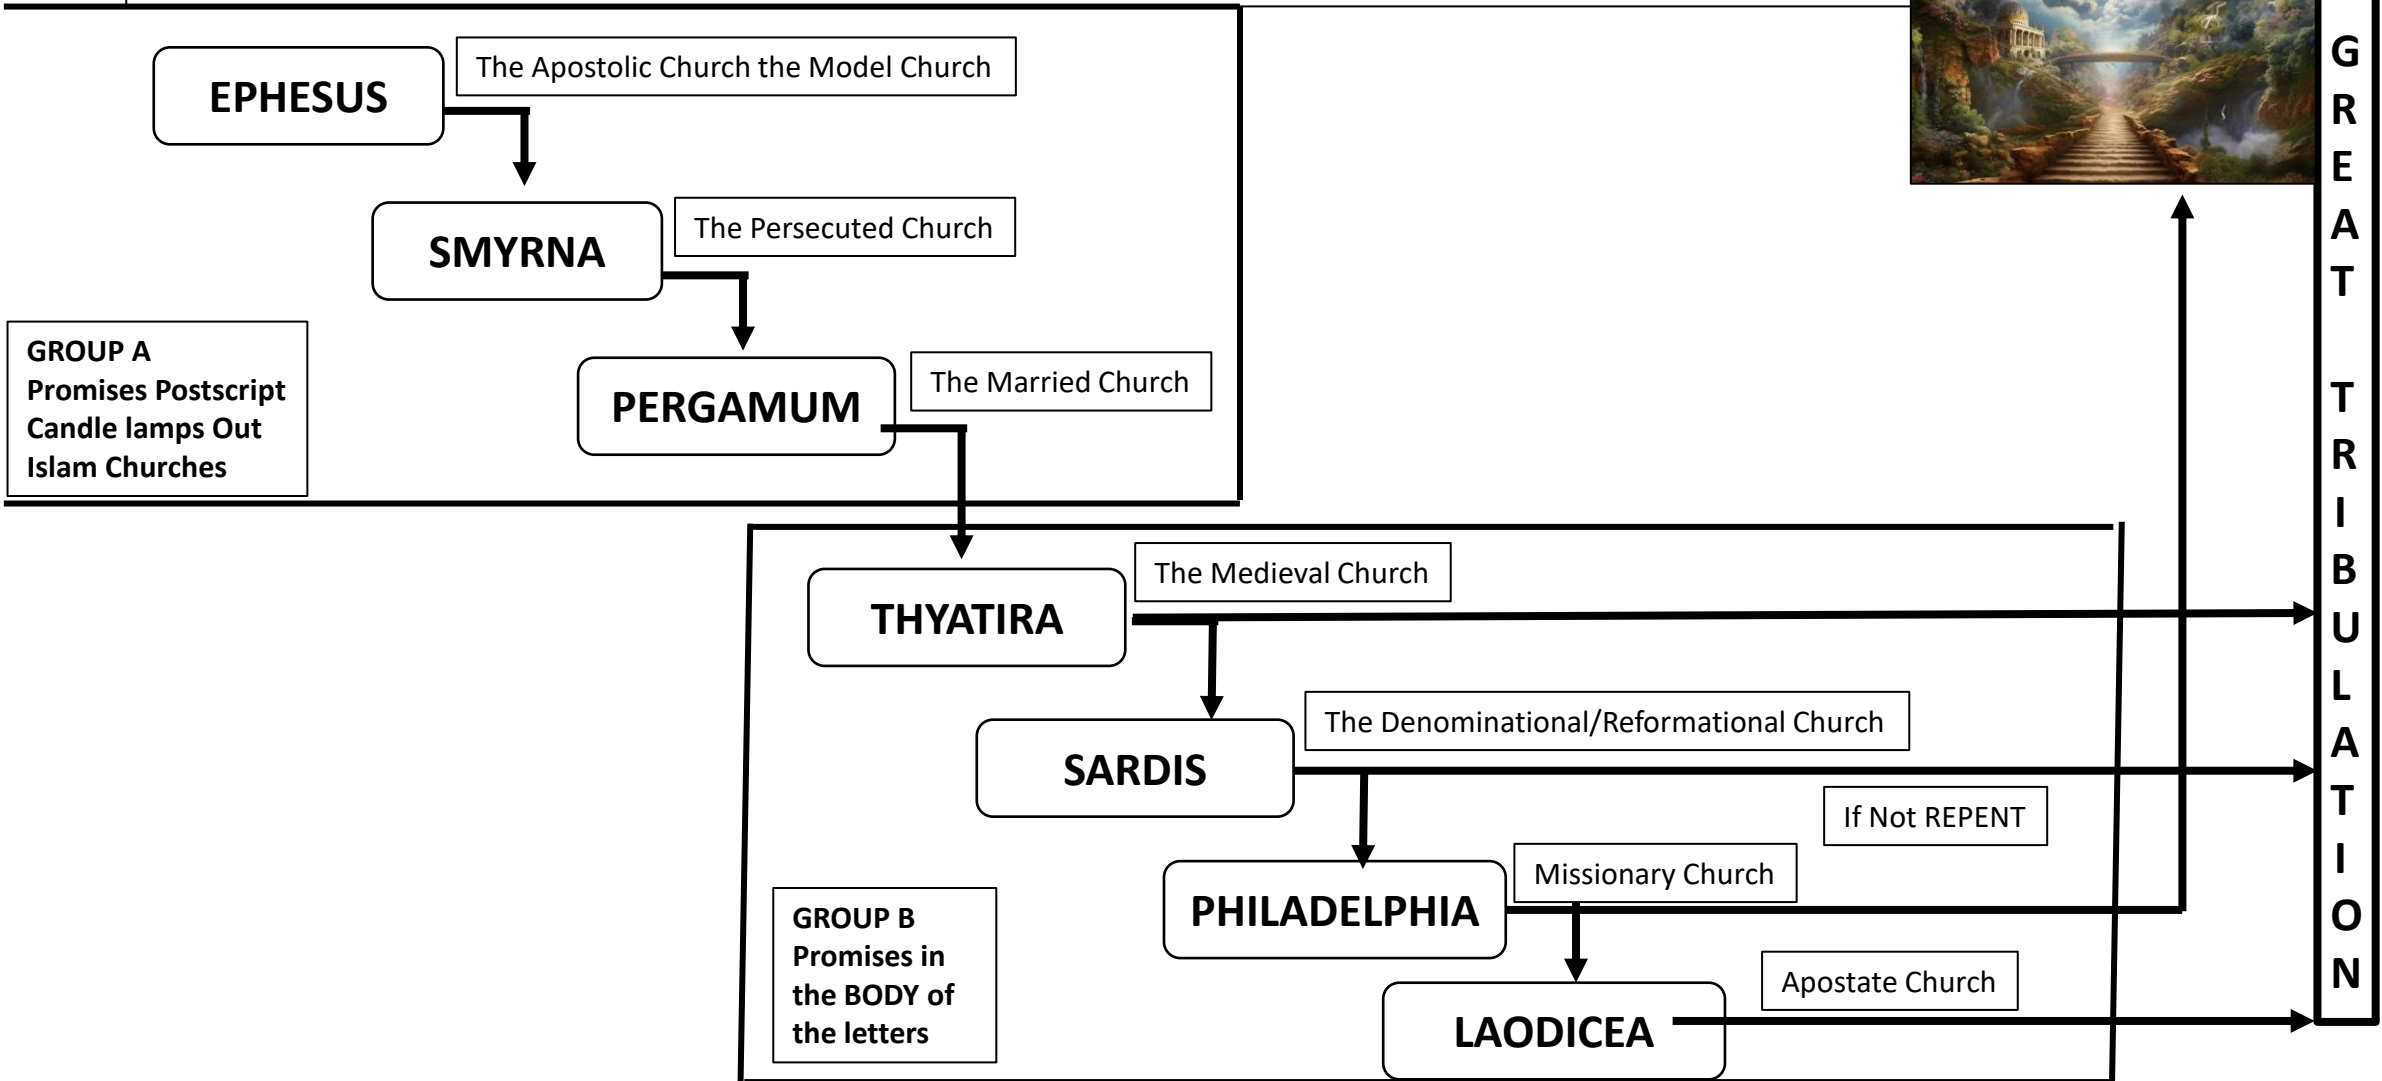 EPHESUS
The Apostolic Church the Model Church
SMYRNA
The Persecuted Church
GROUP A
Promises Postscript
Candle lamps Out
Islam Churches
PERGAMUM
The Married Church
THYATIRA
The Medieval Church
SARDIS
The Denominational/Reformational Church
If Not REPENT
PHILADELPHIA
Missionary Church
GROUP B
Promises in
the BODY of
the letters
LAODICEA
Apostate Church
GREAT TRIBULATION